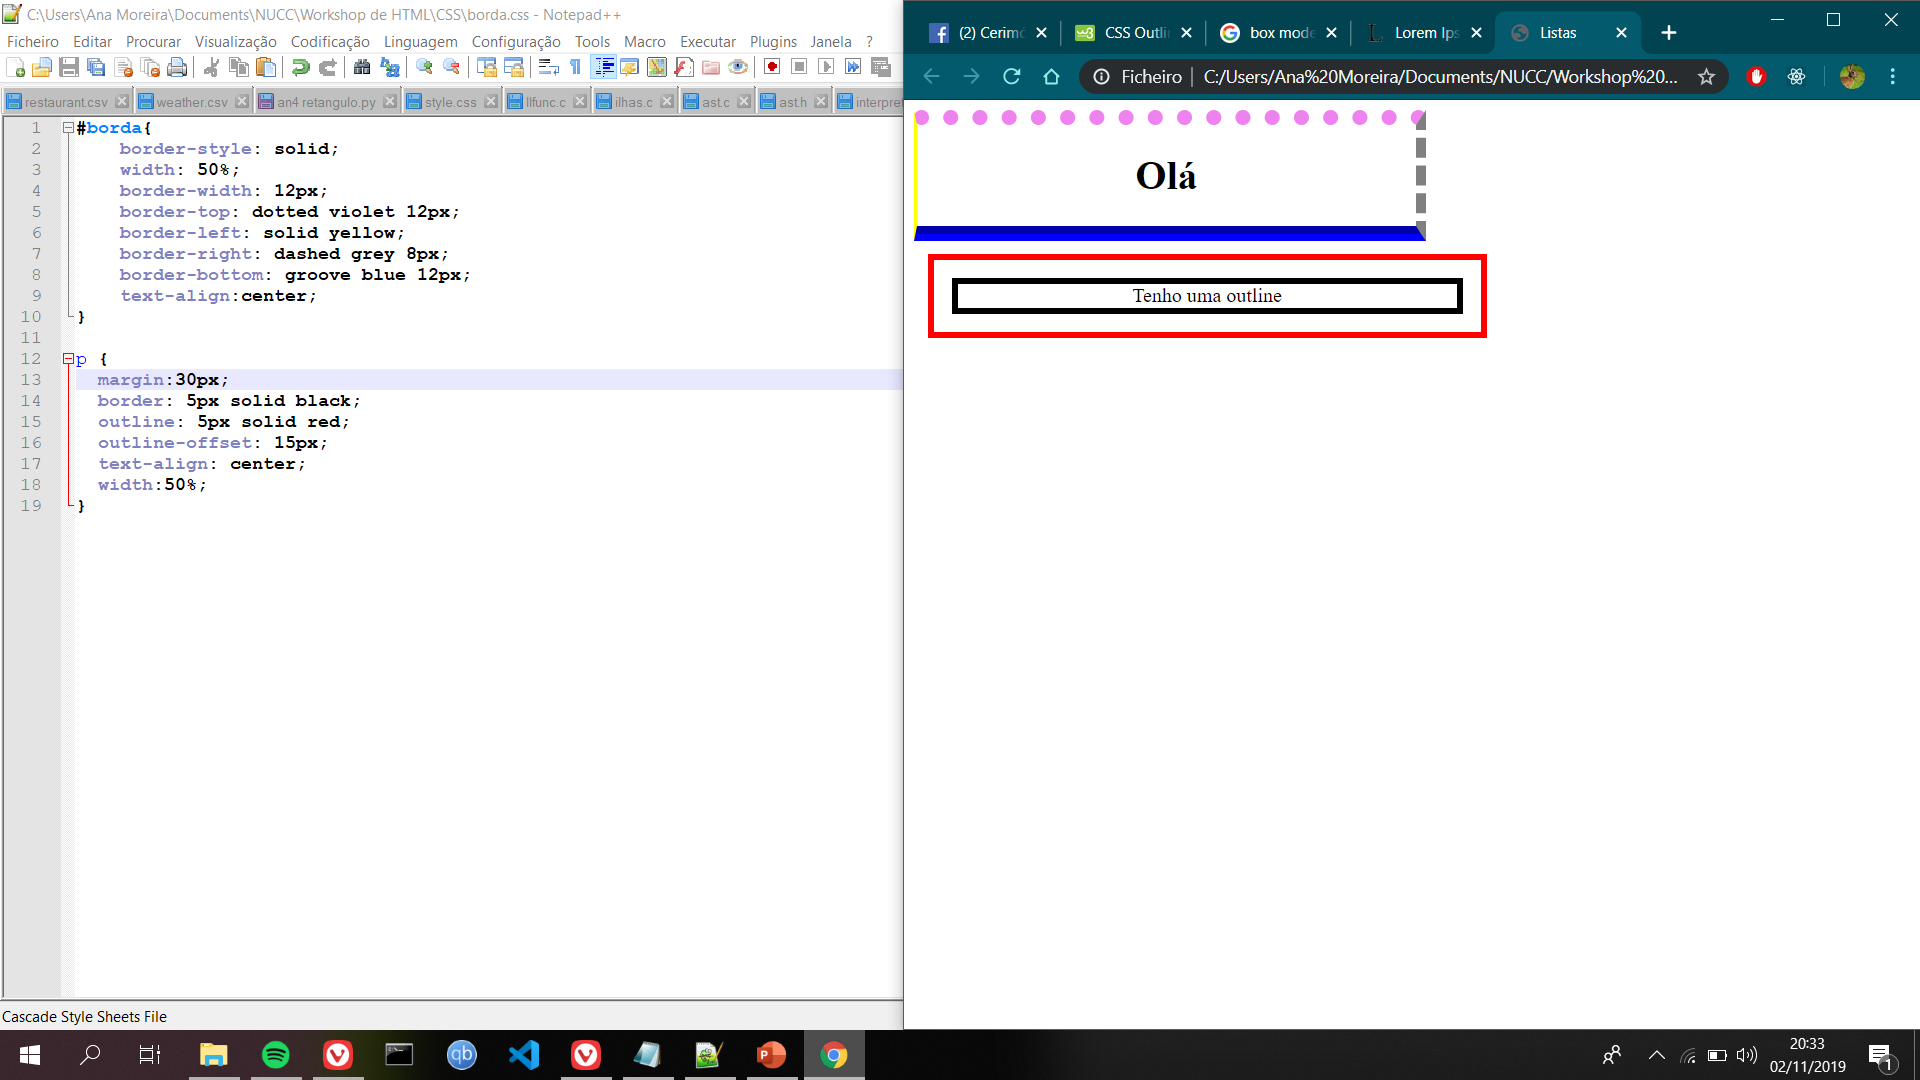 C:\Users\Ana Moreira\Documents\NUCC\Workshop de HTML\CSS\borda.css - Notepad++
Ficheiro Editar Procurar Visualização Codificação Linguagem Configuração Tools Macro Executar Plugins Janela ?
restaurant.csv weather.csv an4 retangulo.py style.css llfunc.c ilhas.c ast.c ast.h interpre
1 #borda{
2 border-style: solid;
3 width: 50%;
4 border-width: 12px;
5 border-top: dotted violet 12px;
6 border-left: solid yellow;
7 border-right: dashed grey 8px;
8 border-bottom: groove blue 12px;
9 text-align:center;
10 }
11
12 p {
13 margin:30px;
14 border: 5px solid black;
15 outline: 5px solid red;
16 outline-offset: 15px;
17 text-align: center;
18 width:50%;
19 }
Cascade Style Sheets File
(2) Cerimó CSS Outli box mode Lorem Ips Listas
Ficheiro | C:/Users/Ana%20Moreira/Documents/NUCC/Workshop%20...
Olá
Tenho uma outline
qb
20:33
02/11/2019
1